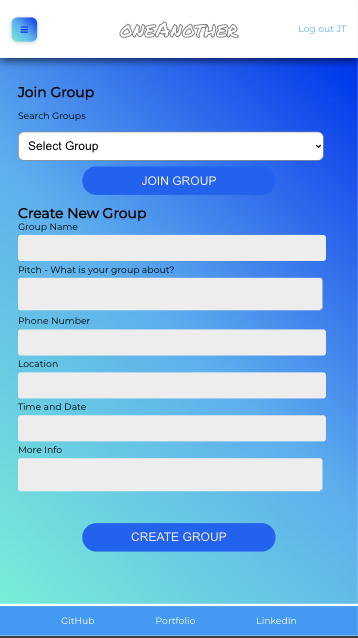 oneAnother
Log out JT
Join Group
Search Groups
Select Group
JOIN GROUP
Create New Group
Group Name
Pitch - What is your group about?
Phone Number
Location
Time and Date
More Info
CREATE GROUP
GitHub Portfolio LinkedIn